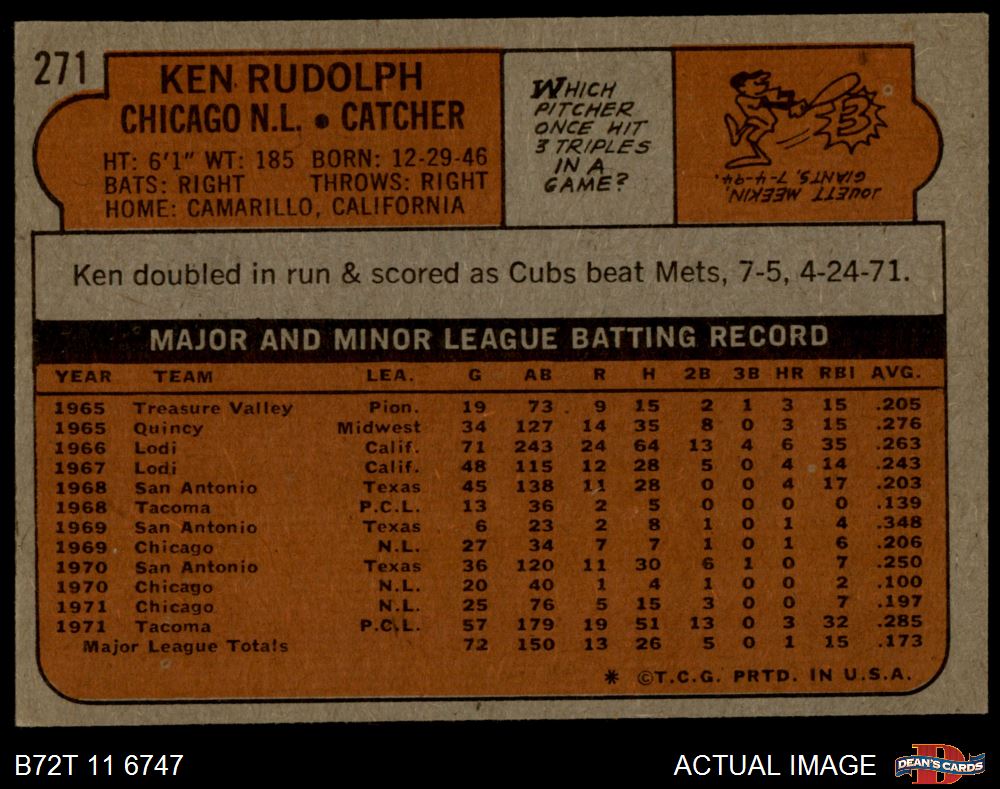 271
KEN RUDOLPH
CHICAGO N.L. • CATCHER
HT: 6'1" WT: 185 BORN: 12-29-46
BATS: RIGHT THROWS: RIGHT
HOME: CAMARILLO, CALIFORNIA
WHICH
PITCHER
ONCE HIT
3 TRIPLES
IN A
GAME?
3
JOUETT MEEKIN,
GIANTS, 7-4-94.
Ken doubled in run & scored as Cubs beat Mets, 7-5, 4-24-71.
MAJOR AND MINOR LEAGUE BATTING RECORD
YEAR TEAM LEA. G AB R H 2B 3B HR RBI AVG.
1965 Treasure Valley Pion. 19 73 9 15 2 1 3 15 .205
1965 Quincy Midwest 34 127 14 35 8 0 3 15 .276
1966 Lodi Calif. 71 243 24 64 13 4 6 35 .263
1967 Lodi Calif. 48 115 12 28 5 0 4 14 .243
1968 San Antonio Texas 45 138 11 28 0 0 4 17 .203
1968 Tacoma P.C.L. 13 36 2 5 0 0 0 0 .139
1969 San Antonio Texas 6 23 2 8 1 0 1 4 .348
1969 Chicago N.L. 27 34 7 7 1 0 1 6 .206
1970 San Antonio Texas 36 120 11 30 6 1 0 7 .250
1970 Chicago N.L. 20 40 1 4 1 0 0 2 .100
1971 Chicago N.L. 25 76 5 15 3 0 0 7 .197
1971 Tacoma P.C.L. 57 179 19 51 13 0 3 32 .285
Major League Totals 72 150 13 26 5 0 1 15 .173
* ©T.C.G. PRTD. IN U.S.A.
B72T 11 6747
ACTUAL IMAGE
D
DEAN'S CARDS